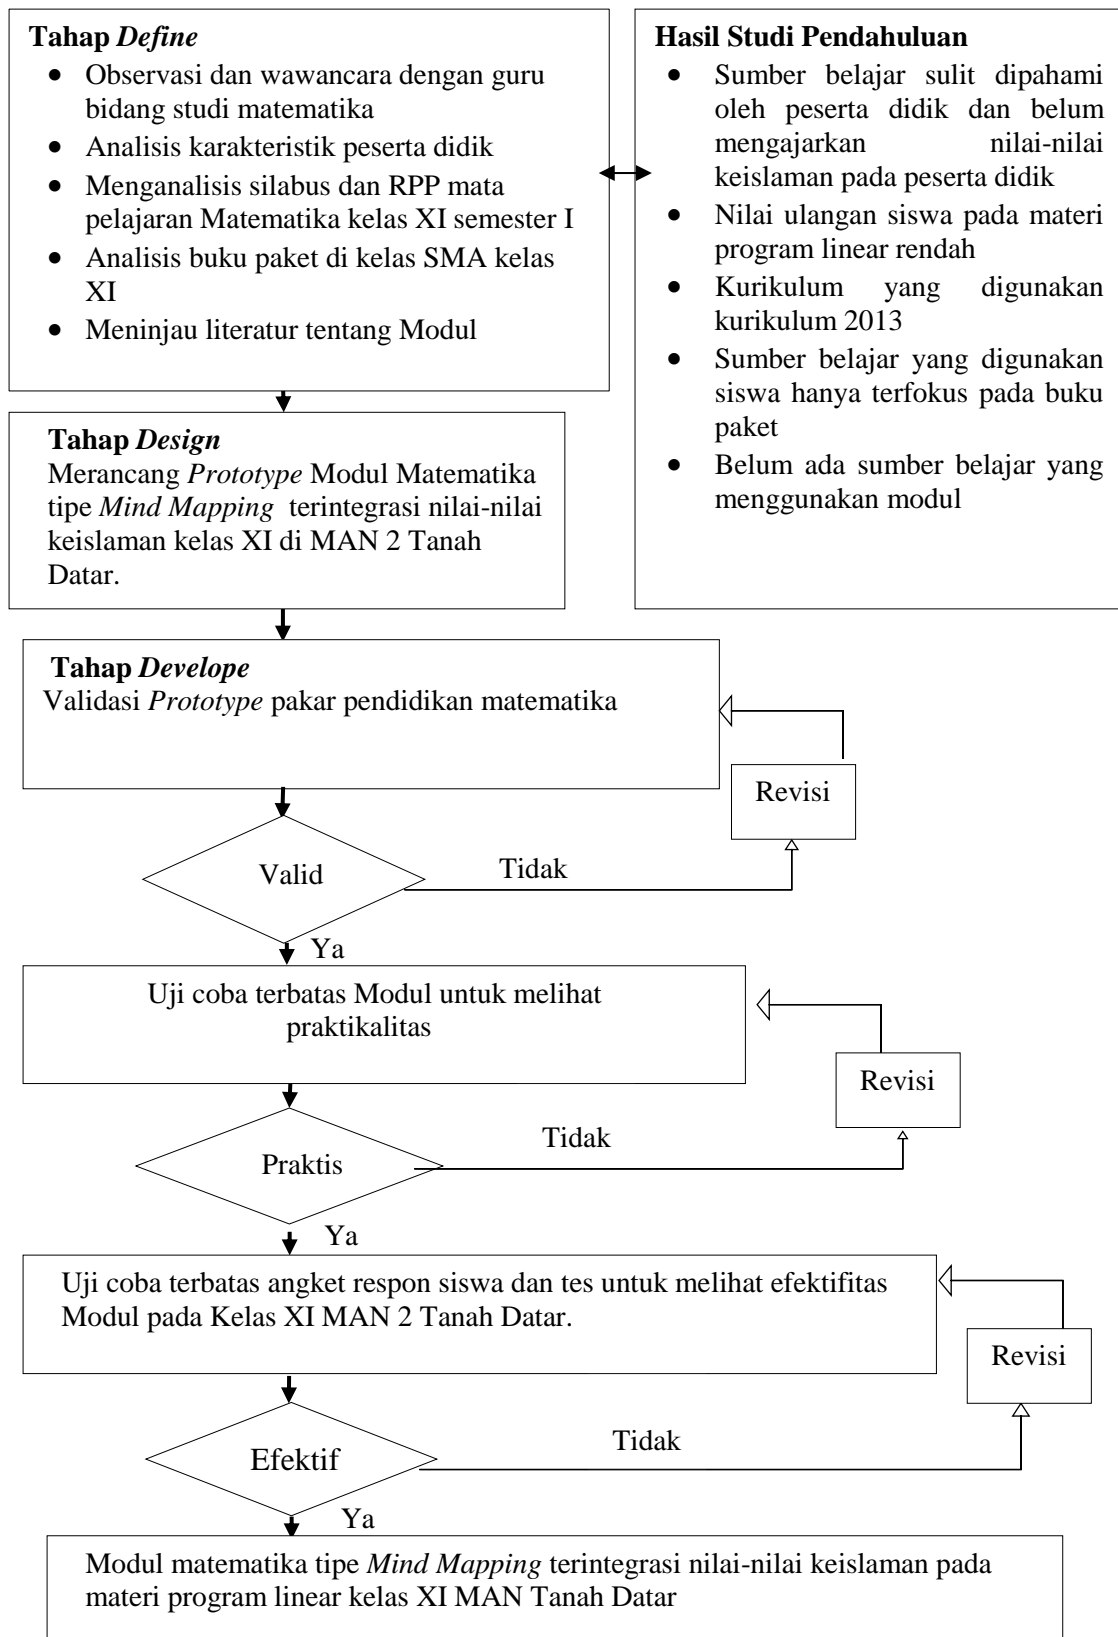 Tahap Define
• Observasi dan wawancara dengan guru
bidang studi matematika
• Analisis karakteristik peserta didik
• Menganalisis silabus dan RPP mata
pelajaran Matematika kelas XI semester I
• Analisis buku paket di kelas SMA kelas
XI
• Meninjau literatur tentang Modul
Hasil Studi Pendahuluan
• Sumber belajar sulit dipahami
oleh peserta didik dan belum
mengajarkan nilai-nilai
keislaman pada peserta didik
• Nilai ulangan siswa pada materi
program linear rendah
• Kurikulum yang digunakan
kurikulum 2013
• Sumber belajar yang digunakan
siswa hanya terfokus pada buku
paket
• Belum ada sumber belajar yang
menggunakan modul
Tahap Design
Merancang Prototype Modul Matematika
tipe Mind Mapping terintegrasi nilai-nilai
keislaman kelas XI di MAN 2 Tanah
Datar.
Tahap Develope
Validasi Prototype pakar pendidikan matematika
Revisi
Valid
Tidak
Ya
Uji coba terbatas Modul untuk melihat
praktikalitas
Revisi
Praktis
Tidak
Ya
Uji coba terbatas angket respon siswa dan tes untuk melihat efektifitas
Modul pada Kelas XI MAN 2 Tanah Datar.
Revisi
Efektif
Tidak
Ya
Modul matematika tipe Mind Mapping terintegrasi nilai-nilai keislaman pada
materi program linear kelas XI MAN Tanah Datar